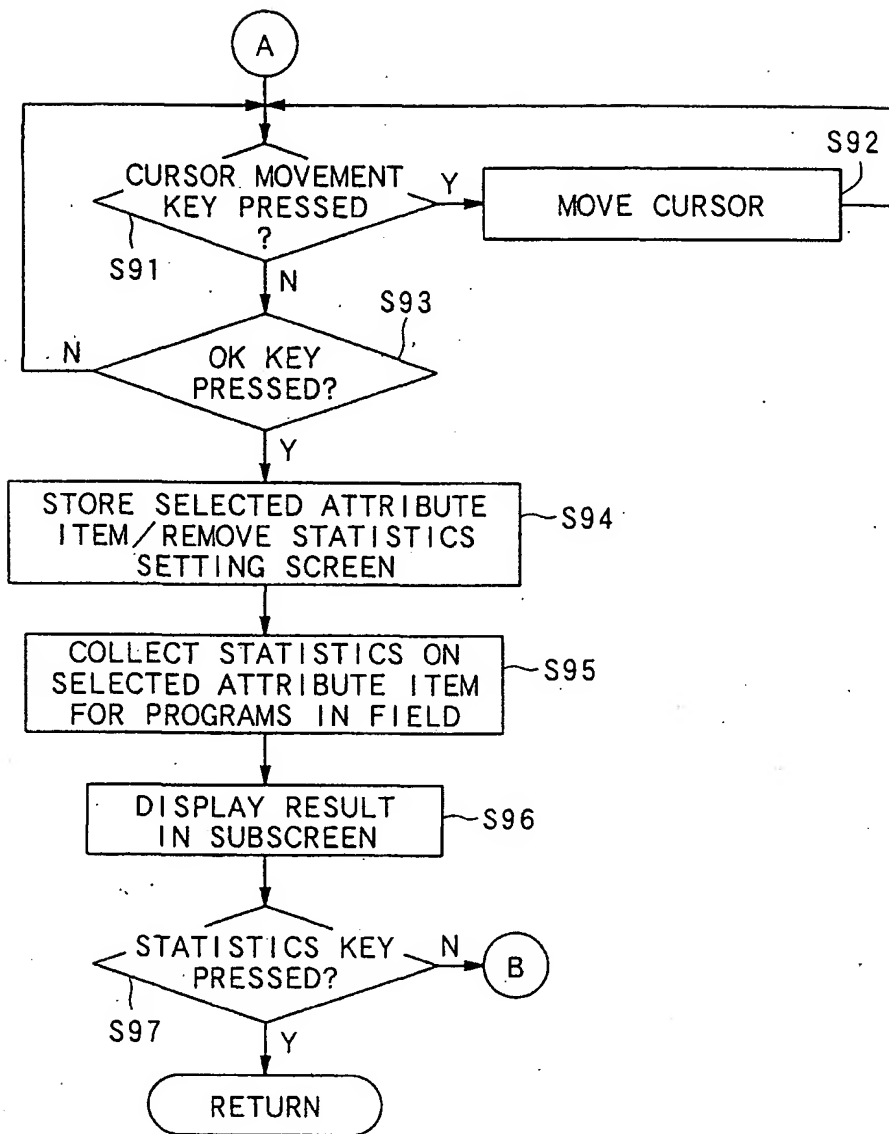 A
CURSOR MOVEMENT
KEY PRESSED
?
S91
Y
S92
MOVE CURSOR
N
S93
OK KEY
PRESSED?
N
Y
STORE SELECTED ATTRIBUTE
ITEM/REMOVE STATISTICS
SETTING SCREEN
S94
COLLECT STATISTICS ON
SELECTED ATTRIBUTE ITEM
FOR PROGRAMS IN FIELD
S95
DISPLAY RESULT
IN SUBSCREEN
S96
STATISTICS KEY
PRESSED?
S97
N
B
Y
RETURN